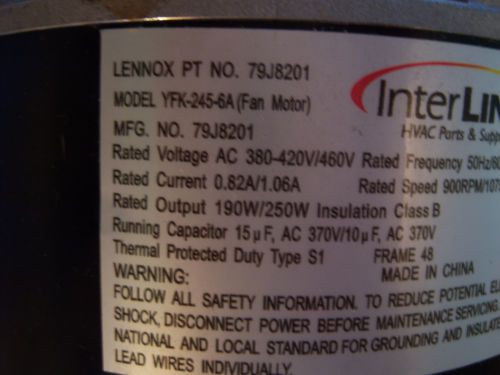 LENNOX PT NO. 79J8201
MODEL YFK-245-6A (Fan Motor)
InterLIN
HVAC Parts & Supp
MFG. NO. 79J8201
Rated Voltage AC 380-420V/460V Rated Frequency 50Hz/60
Rated Current 0.82A/1.06A Rated Speed 900RPM/107
Rated Output 190W/250W Insulation Class B
Running Capacitor 15µF, AC 370V/10µF, AC 370V
Thermal Protected Duty Type S1 FRAME 48
WARNING: MADE IN CHINA
FOLLOW ALL SAFETY INFORMATION. TO REDUCE POTENTIAL EL
SHOCK, DISCONNECT POWER BEFORE MAINTENANCE SERVICING.
NATIONAL AND LOCAL STANDARD FOR GROUNDING AND INSULATE
LEAD WIRES INDIVIDUALLY.